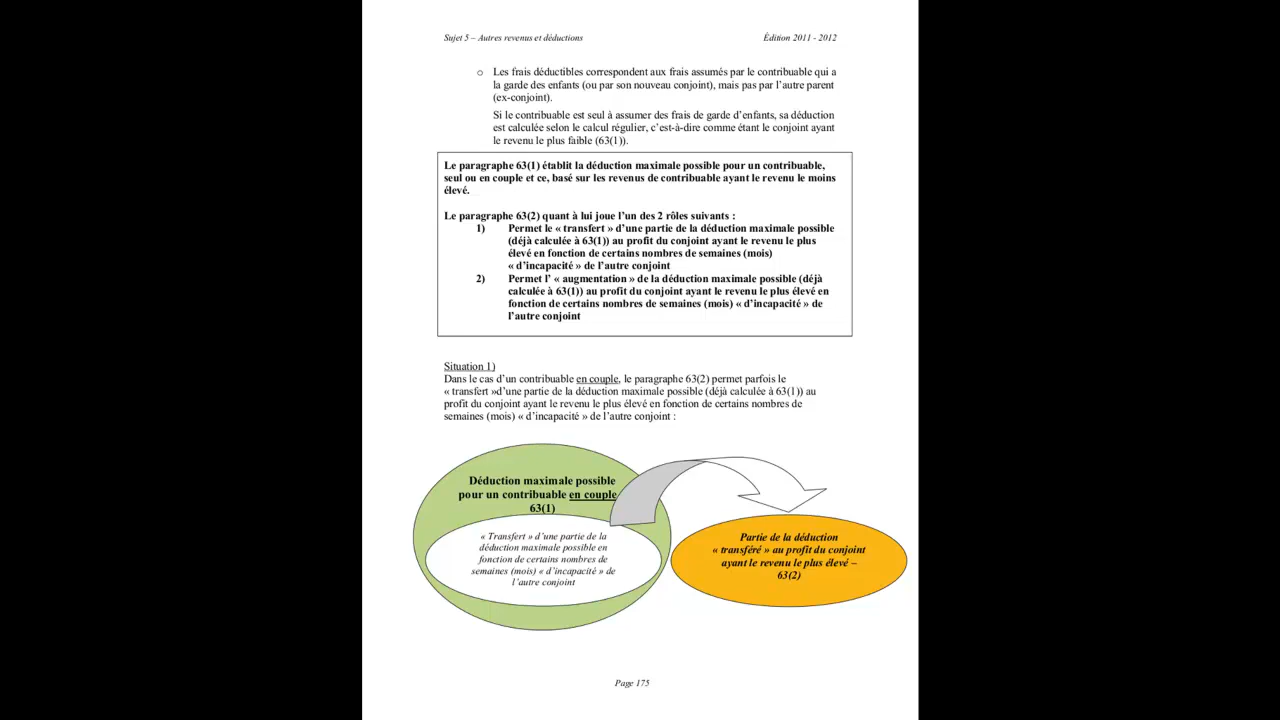 Sujet 5 – Autres revenus et déductions
Édition 2011 - 2012
o Les frais déductibles correspondent aux frais assumés par le contribuable qui a
la garde des enfants (ou par son nouveau conjoint), mais pas par l’autre parent
(ex-conjoint).
Si le contribuable est seul à assumer des frais de garde d’enfants, sa déduction
est calculée selon le calcul régulier, c’est-à-dire comme étant le conjoint ayant
le revenu le plus faible (63(1)).
Le paragraphe 63(1) établit la déduction maximale possible pour un contribuable,
seul ou en couple et ce, basé sur les revenus de contribuable ayant le revenu le moins
élevé.
Le paragraphe 63(2) quant à lui joue l’un des 2 rôles suivants :
1) Permet le « transfert » d’une partie de la déduction maximale possible
(déjà calculée à 63(1)) au profit du conjoint ayant le revenu le plus
élevé en fonction de certains nombres de semaines (mois)
« d’incapacité » de l’autre conjoint
2) Permet l’ « augmentation » de la déduction maximale possible (déjà
calculée à 63(1)) au profit du conjoint ayant le revenu le plus élevé en
fonction de certains nombres de semaines (mois) « d’incapacité » de
l’autre conjoint
Situation 1)
Dans le cas d’un contribuable en couple, le paragraphe 63(2) permet parfois le
« transfert »d’une partie de la déduction maximale possible (déjà calculée à 63(1)) au
profit du conjoint ayant le revenu le plus élevé en fonction de certains nombres de
semaines (mois) « d’incapacité » de l’autre conjoint :
Déduction maximale possible
pour un contribuable en couple
63(1)
« Transfert » d’une partie de la
déduction maximale possible en
fonction de certains nombres de
semaines (mois) « d’incapacité » de
l’autre conjoint
Partie de la déduction
« transféré » au profit du conjoint
ayant le revenu le plus élevé –
63(2)
Page 175